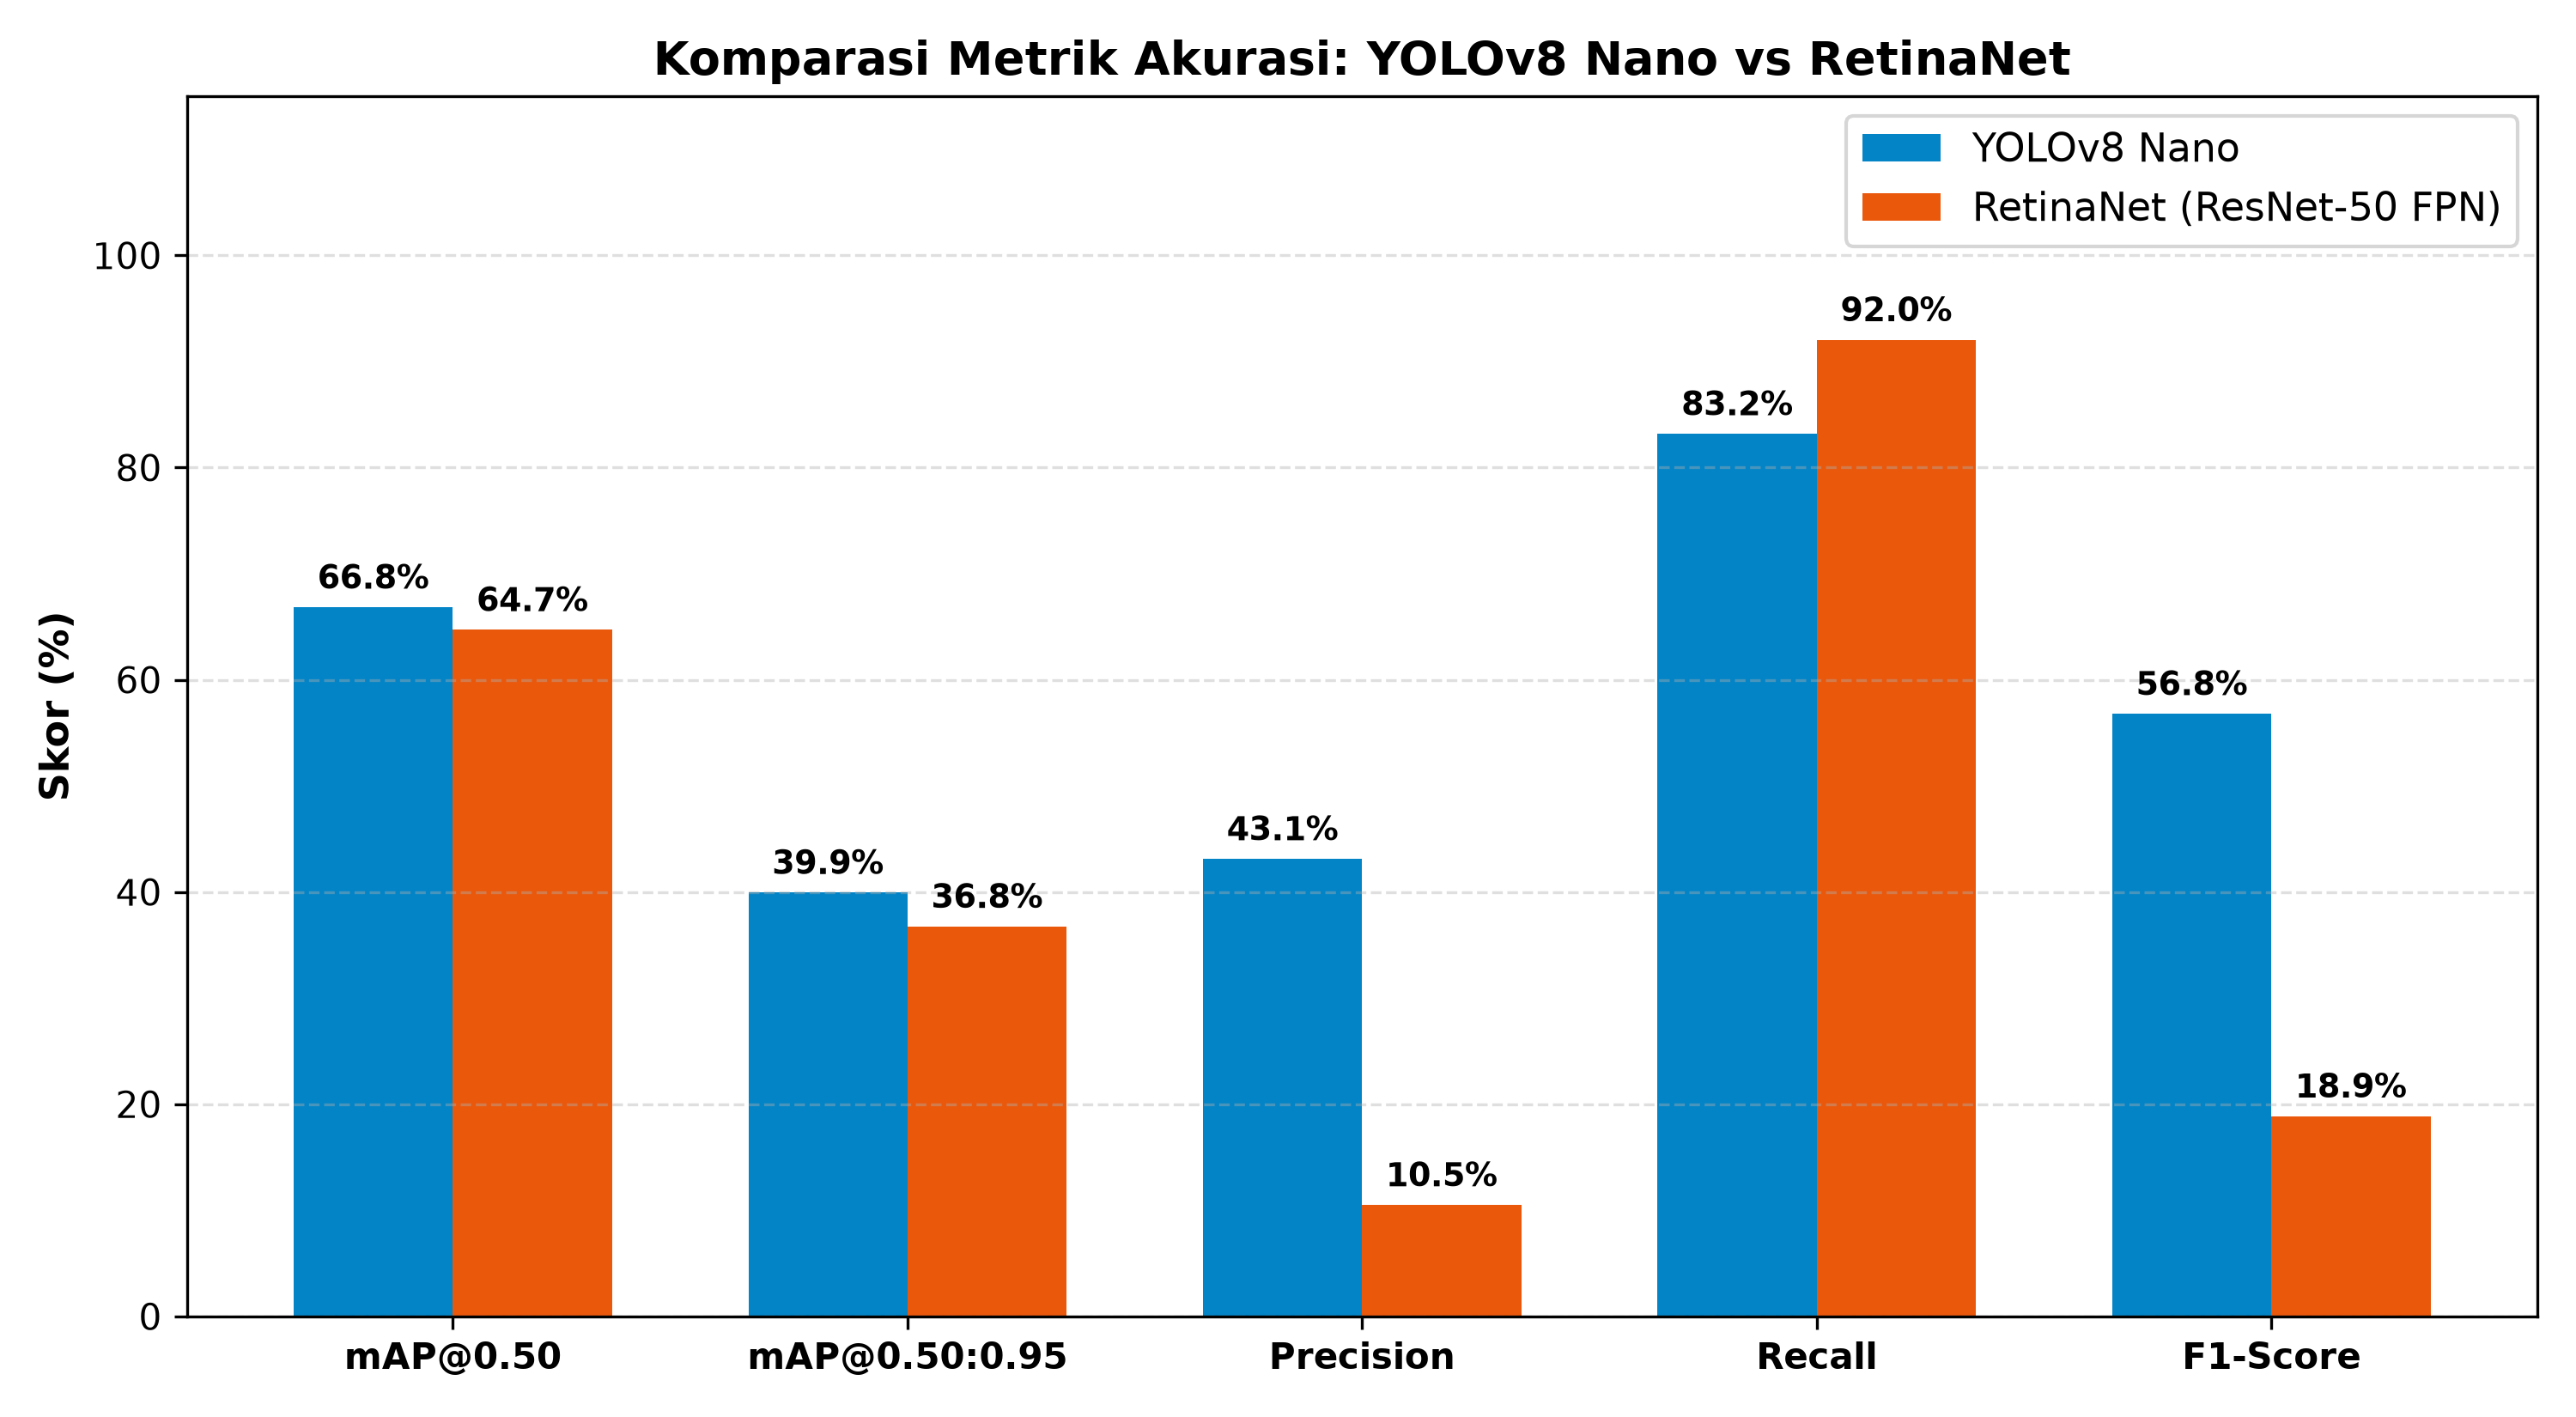 Komparasi Metrik Akurasi: YOLOv8 Nano vs RetinaNet
YOLOv8 Nano
RetinaNet (ResNet-50 FPN)
Skor (%)
100
80
60
40
20
0
66.8%
64.7%
39.9%
36.8%
43.1%
10.5%
83.2%
92.0%
56.8%
18.9%
mAP@0.50
mAP@0.50:0.95
Precision
Recall
F1-Score